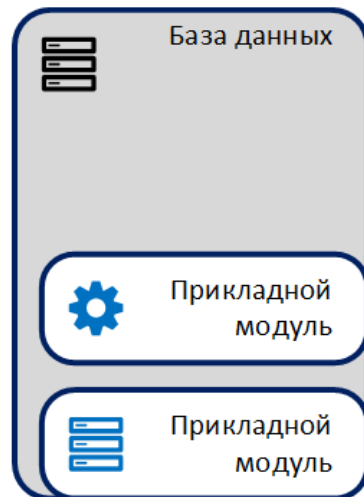 База данных
Прикладной
модуль
Прикладной
модуль